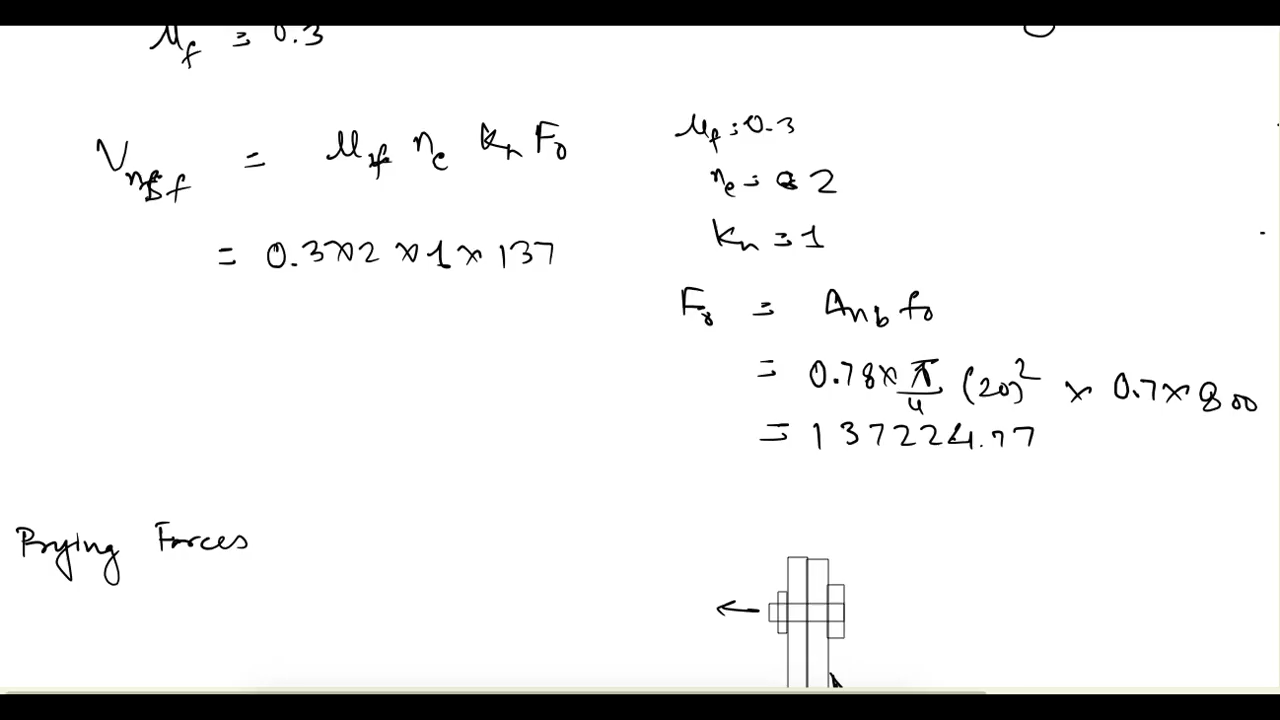 μf = 0.3
Vnsf = μf ne Kh F0
= 0.3 × 2 × 1 × 137
μf = 0.3
ne = 2
Kh = 1
F0 = Anb f0
= 0.78 × π/4 (20)² × 0.7 × 800
= 137224.77
Prying Forces